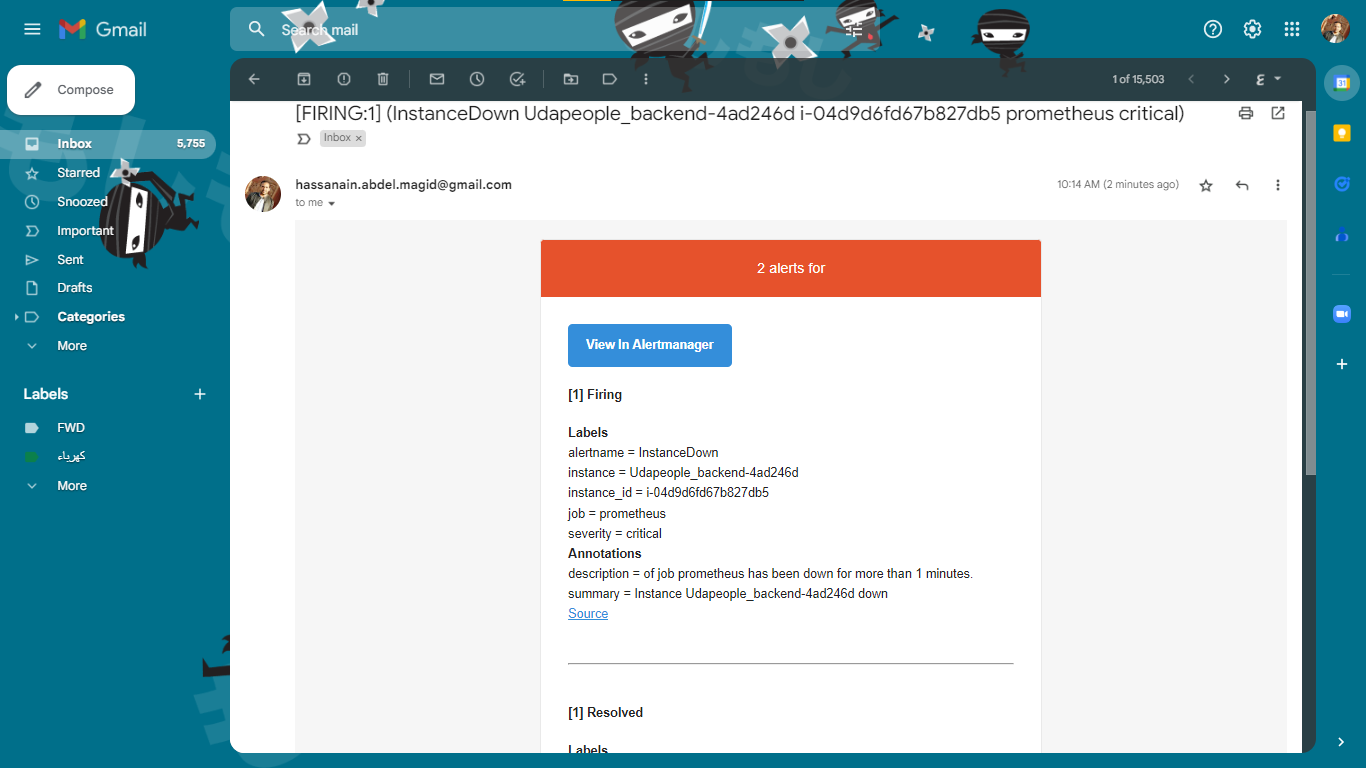 Gmail
Search mail
Compose
Inbox 5,755
Starred
Snoozed
Important
Sent
Drafts
Categories
More
Labels
FWD
كهرباء
More
1 of 15,503
[FIRING:1] (InstanceDown Udapeople_backend-4ad246d i-04d9d6fd67b827db5 prometheus critical)
Inbox ×
hassanain.abdel.magid@gmail.com
10:14 AM (2 minutes ago)
to me
2 alerts for
View In Alertmanager
[1] Firing
Labels
alertname = InstanceDown
instance = Udapeople_backend-4ad246d
instance_id = i-04d9d6fd67b827db5
job = prometheus
severity = critical
Annotations
description = of job prometheus has been down for more than 1 minutes.
summary = Instance Udapeople_backend-4ad246d down
Source
[1] Resolved
Labels
31